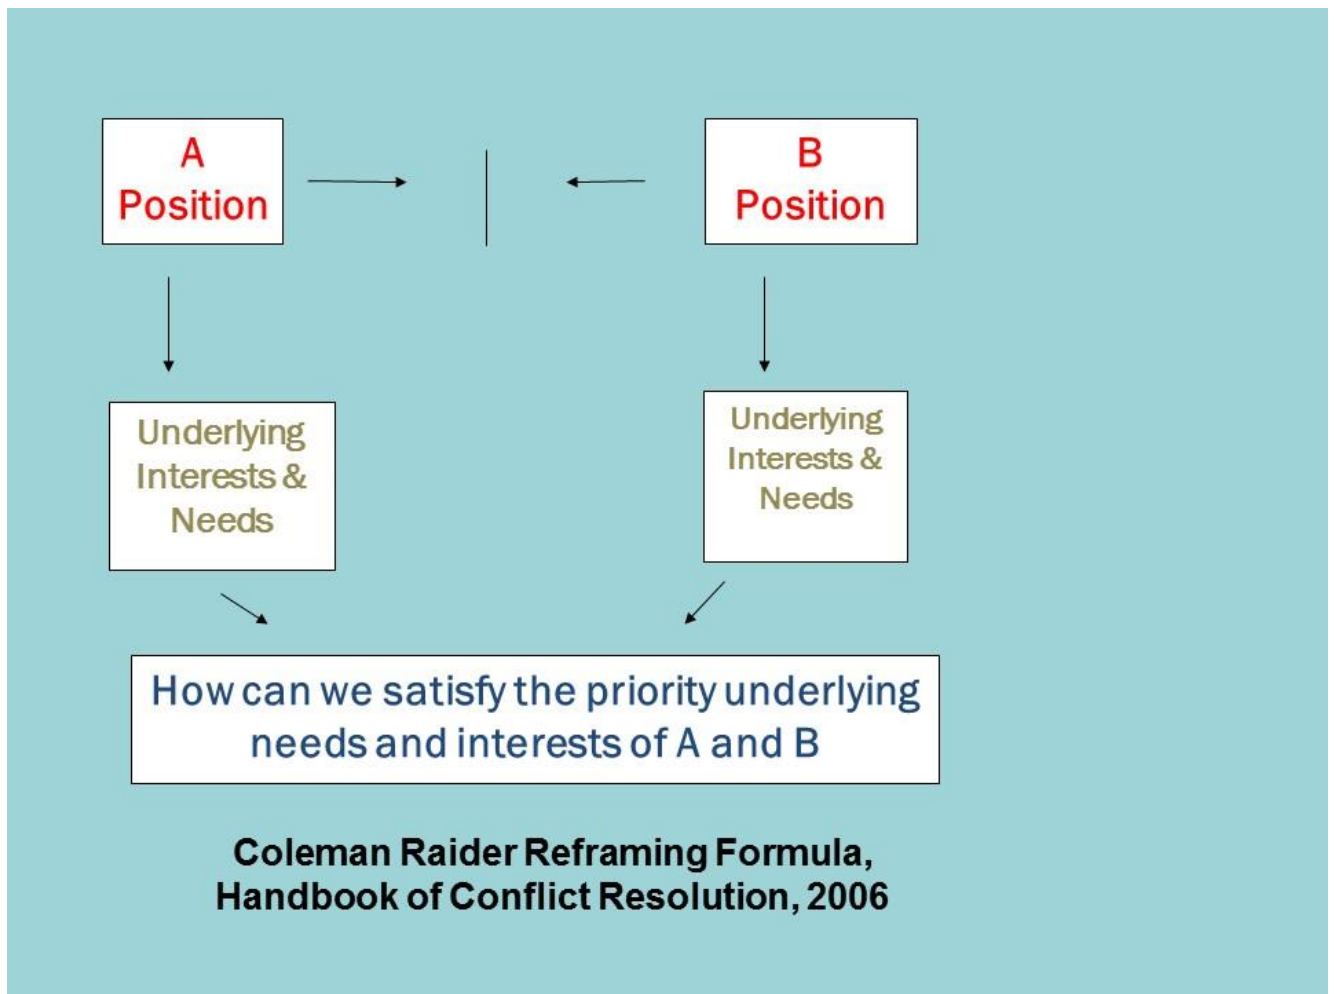 A
Position
B
Position
Underlying
Interests &
Needs
Underlying
Interests &
Needs
How can we satisfy the priority underlying
needs and interests of A and B
Coleman Raider Reframing Formula,
Handbook of Conflict Resolution, 2006